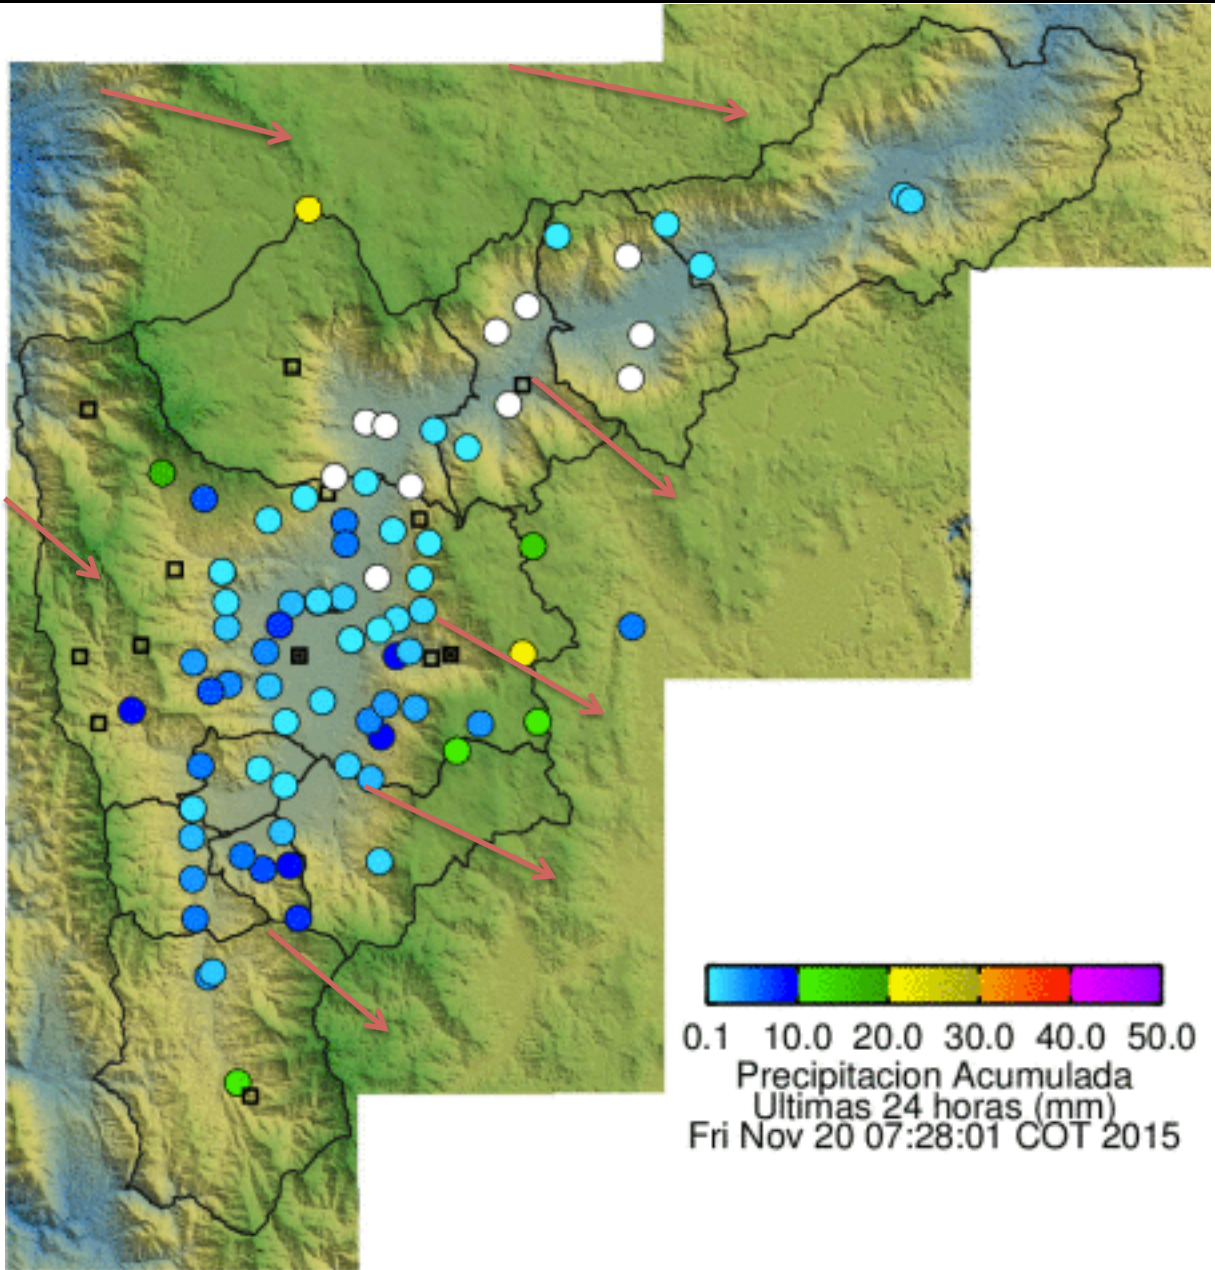 0.1 10.0 20.0 30.0 40.0 50.0
Precipitacion Acumulada
Ultimas 24 horas (mm)
Fri Nov 20 07:28:01 COT 2015